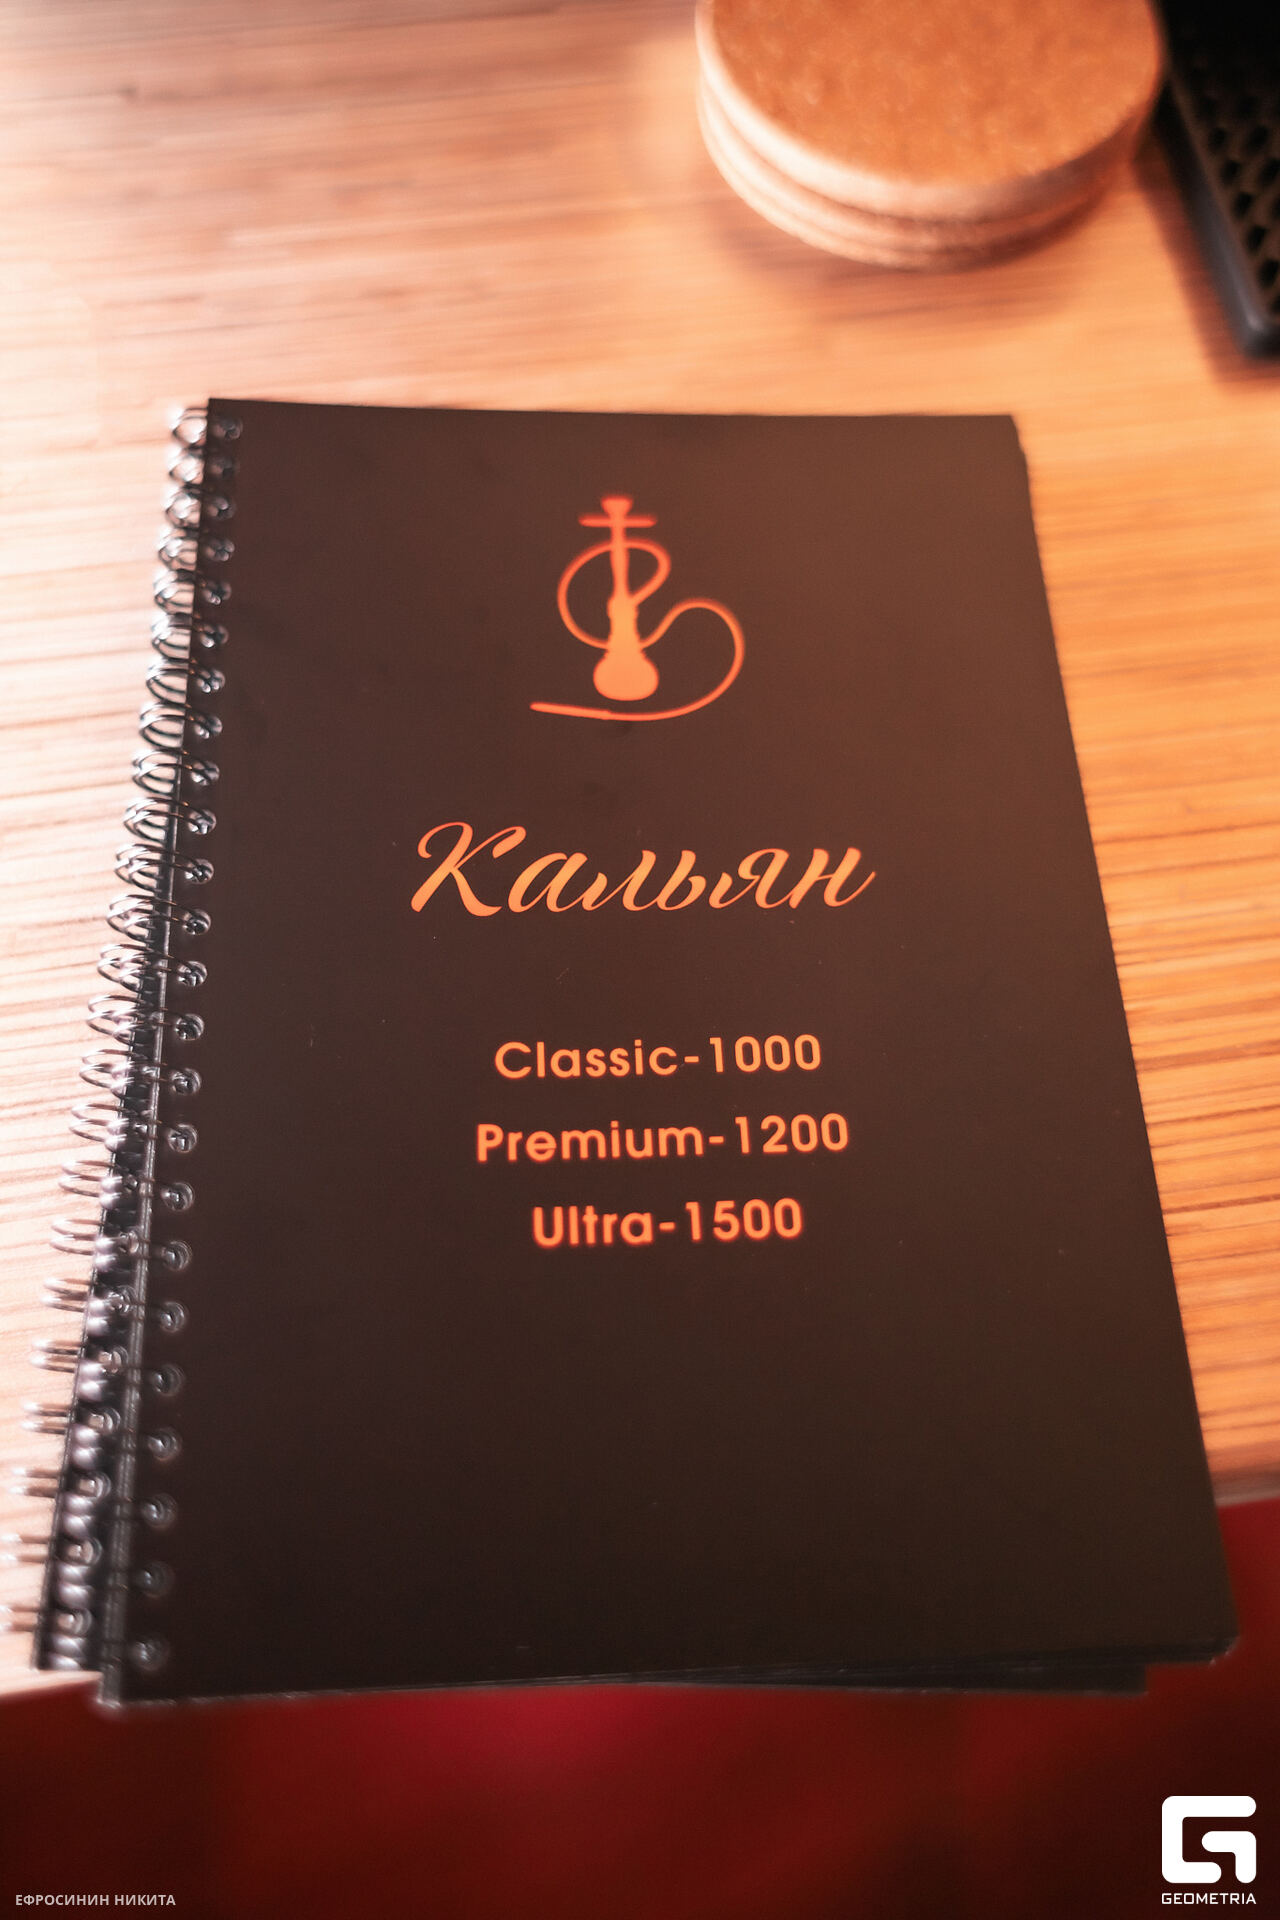 Кальян
Classic-1000
Premium-1200
Ultra-1500
ЕФРОСИНИН НИКИТА
GEOMETRIA